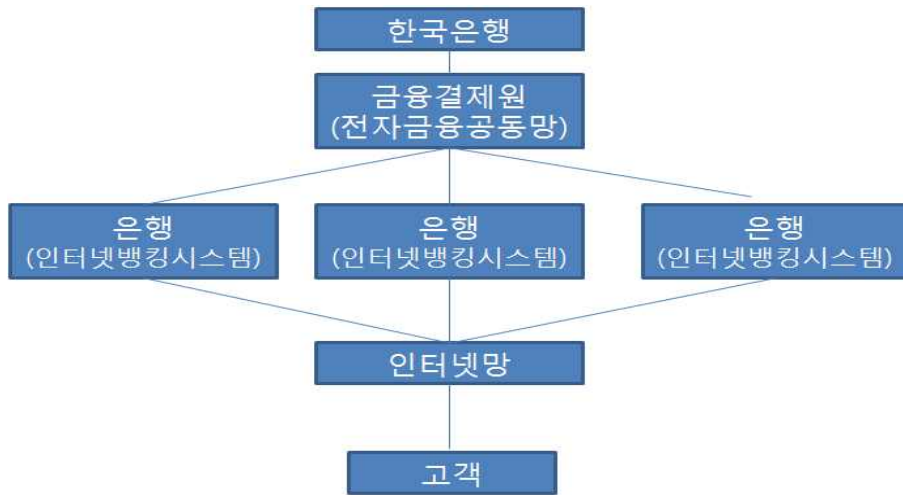 한국은행
금융결제원
(전자금융공동망)
은행
(인터넷뱅킹시스템)
은행
(인터넷뱅킹시스템)
은행
(인터넷뱅킹시스템)
인터넷망
고객